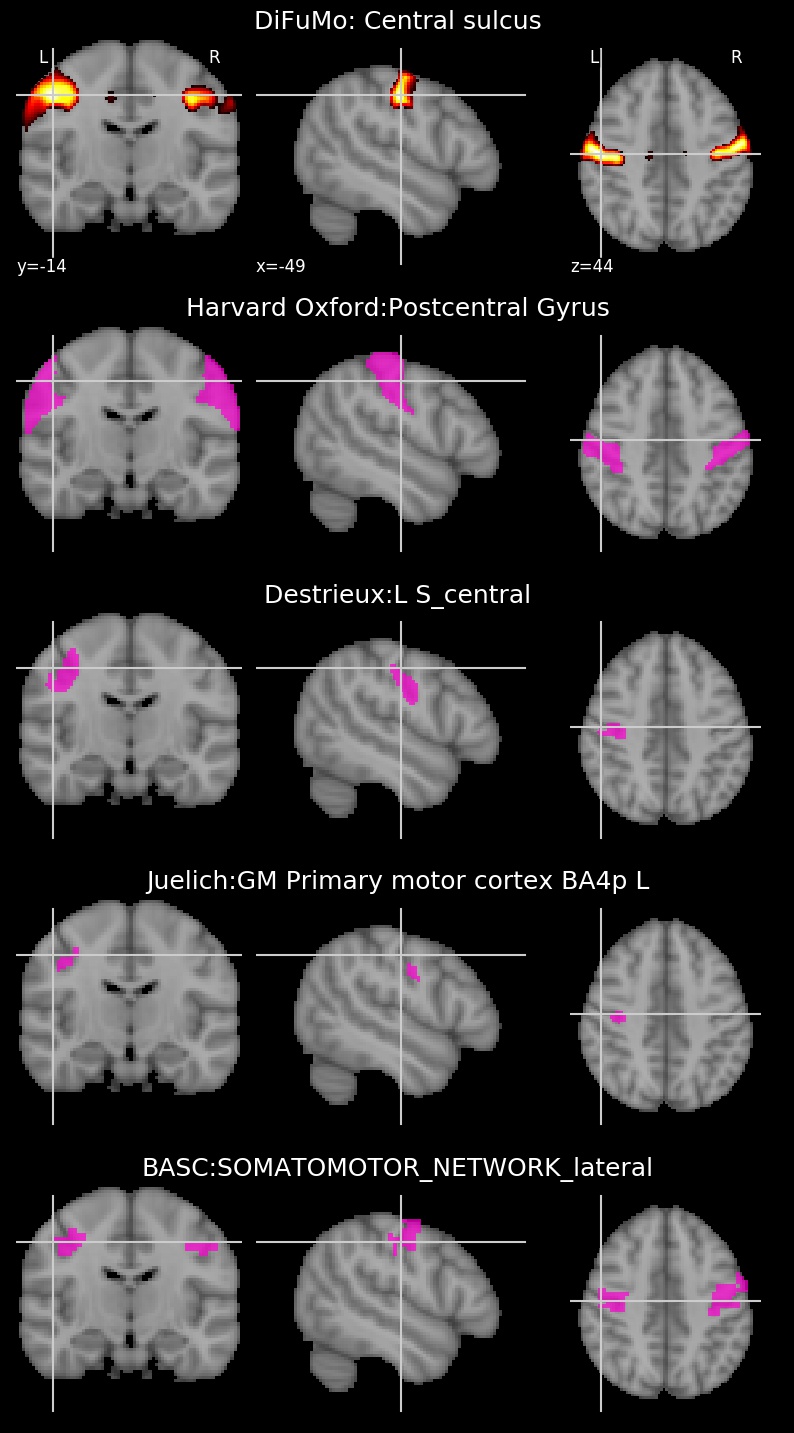 DiFuMo: Central sulcus
L R L R
y=-14 x=-49 z=44
Harvard Oxford:Postcentral Gyrus
Destrieux:L S_central
Juelich:GM Primary motor cortex BA4p L
BASC:SOMATOMOTOR_NETWORK_lateral